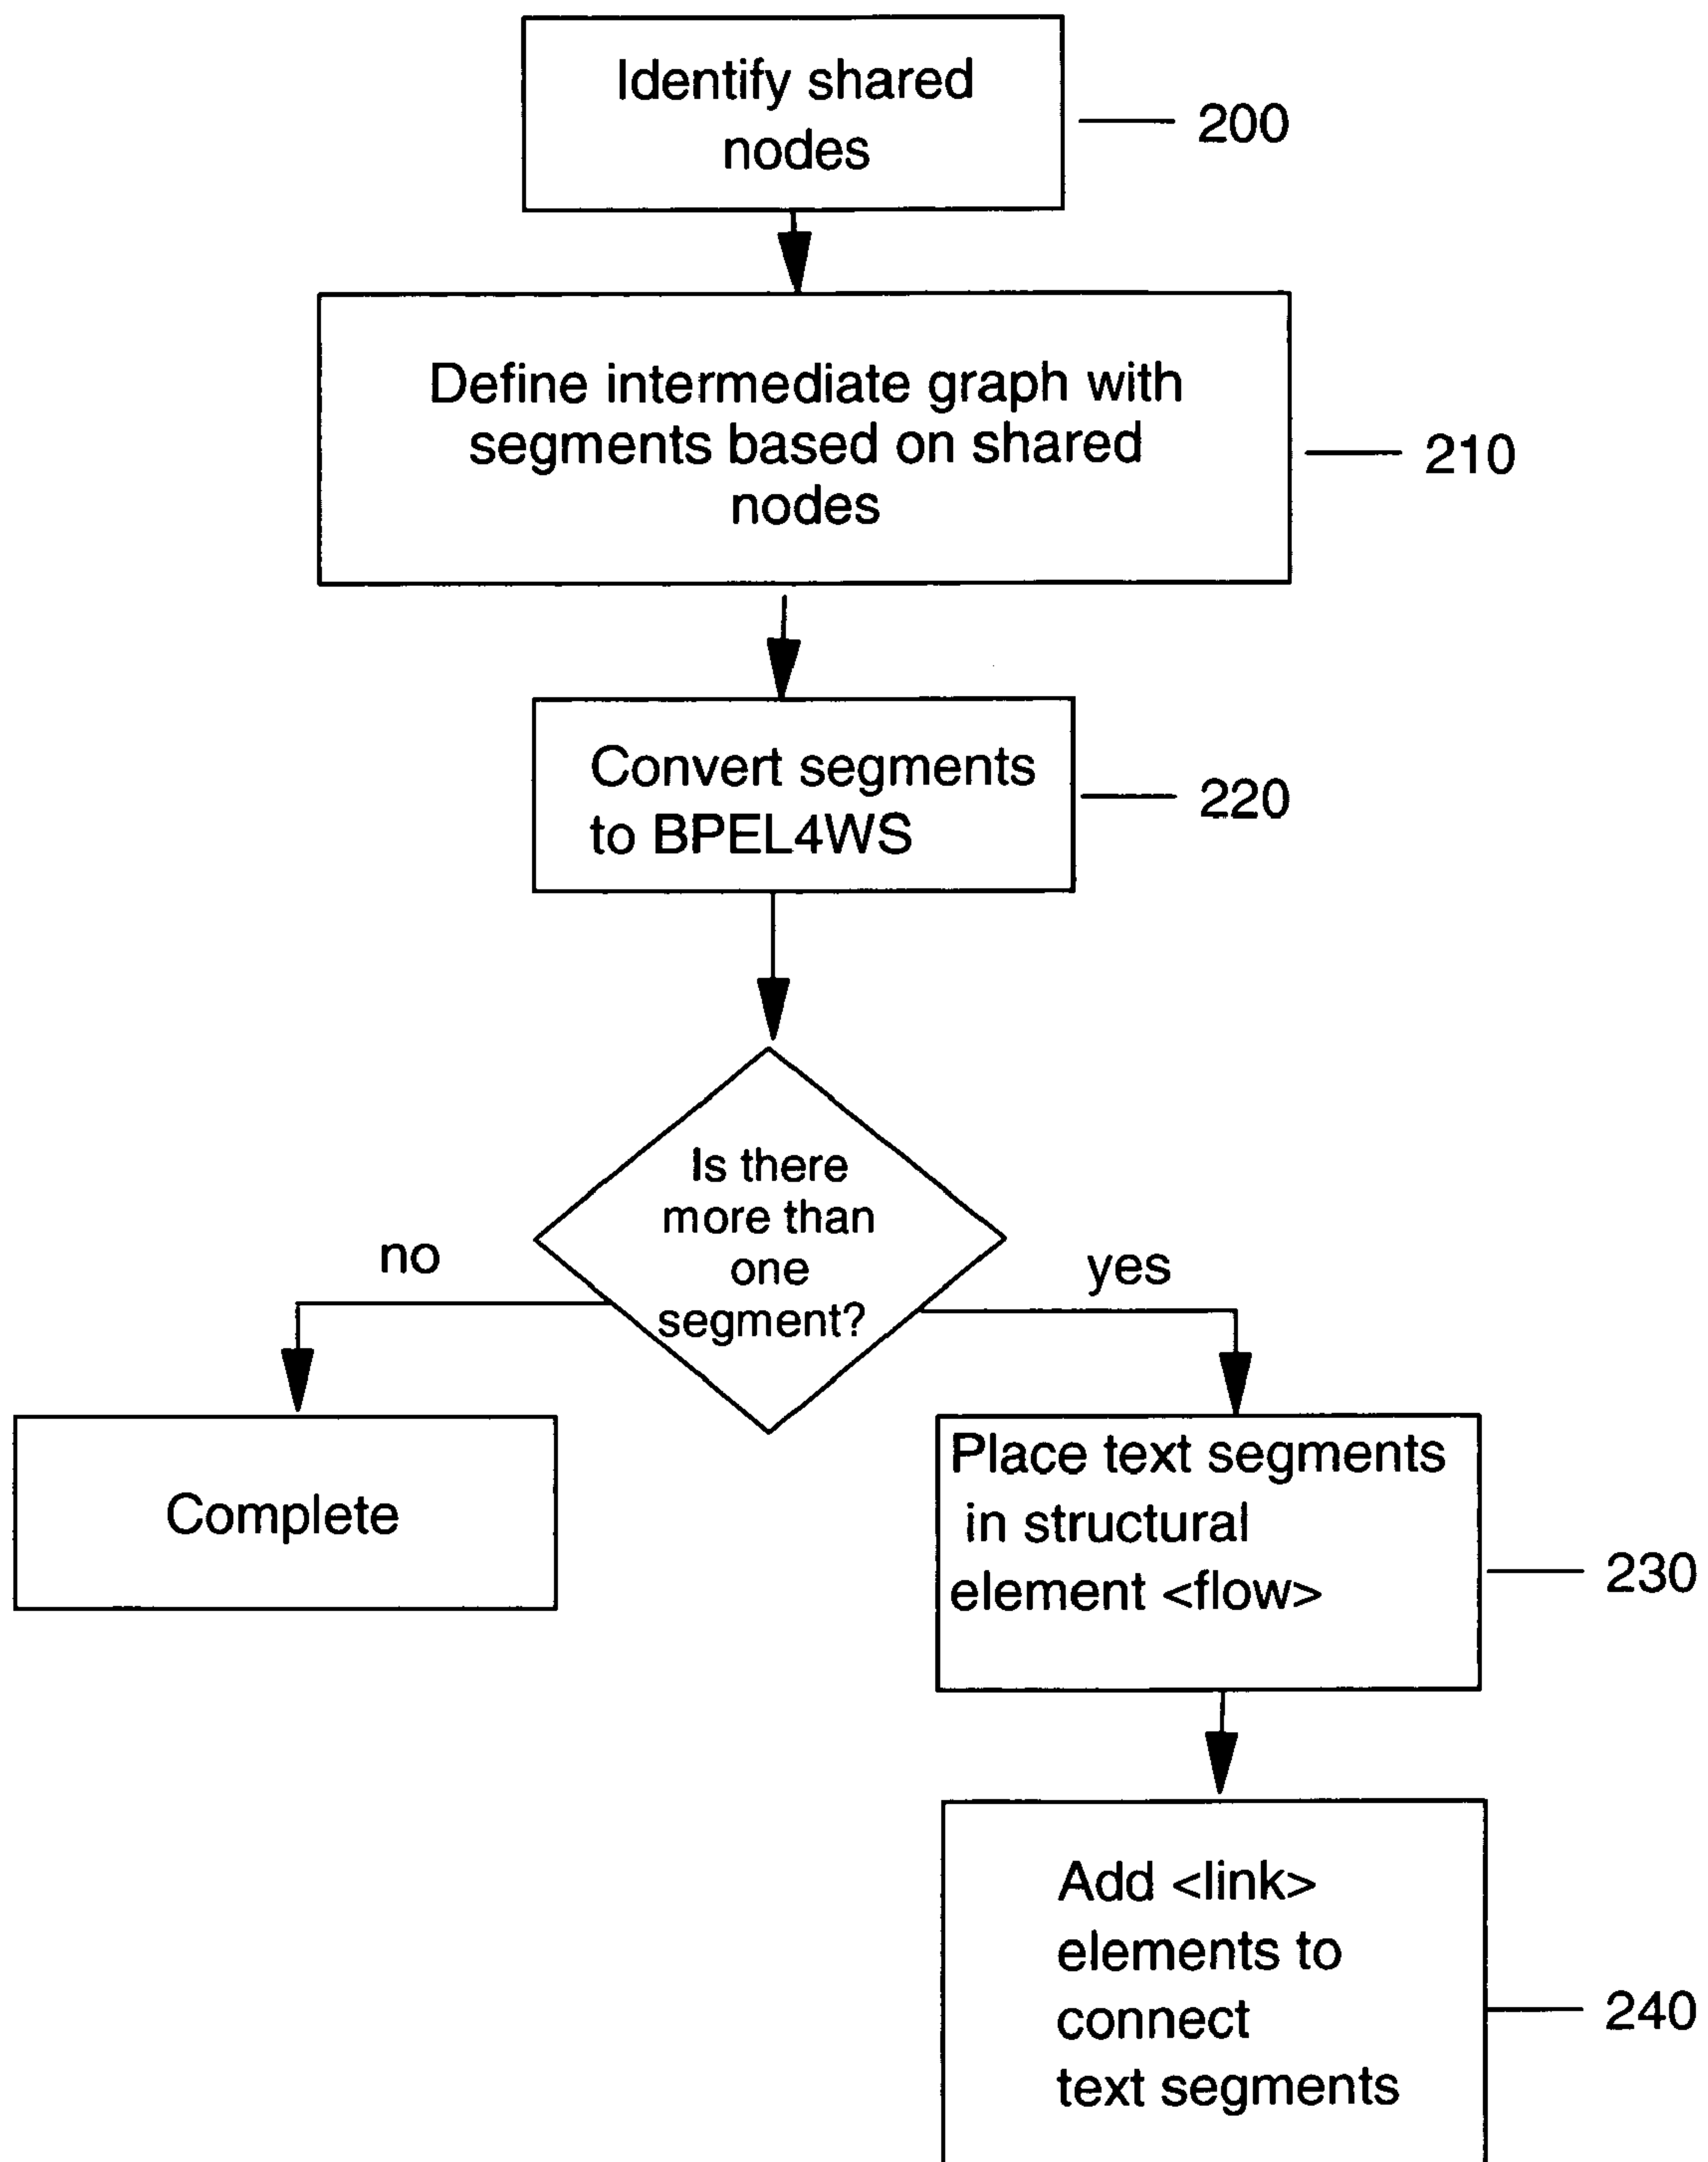 Identify shared
nodes
200
Define intermediate graph with
segments based on shared
nodes
210
Convert segments
to BPEL4WS
220
Is there
more than
one
segment?
no
yes
Complete
Place text segments
in structural
element <flow>
230
Add <link>
elements to
connect
text segments
240